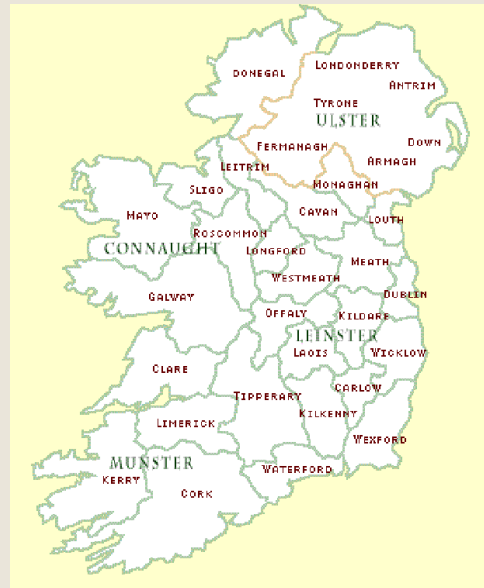 LONDONDERRY
DONEGAL
ANTRIM
TYRONE
ULSTER
DOWN
FERMANAGH
ARMAGH
LEITRIM
MONAGHAN
SLIGO
CAVAN
MAYO
LOUTH
ROSCOMMON
CONNAUGHT
LONGFORD
MEATH
WESTMEATH
DUBLIN
GALWAY
OFFALY
KILDARE
LEINSTER
LAOIS
WICKLOW
CLARE
CARLOW
TIPPERARY
KILKENNY
LIMERICK
WEXFORD
MUNSTER
WATERFORD
KERRY
CORK